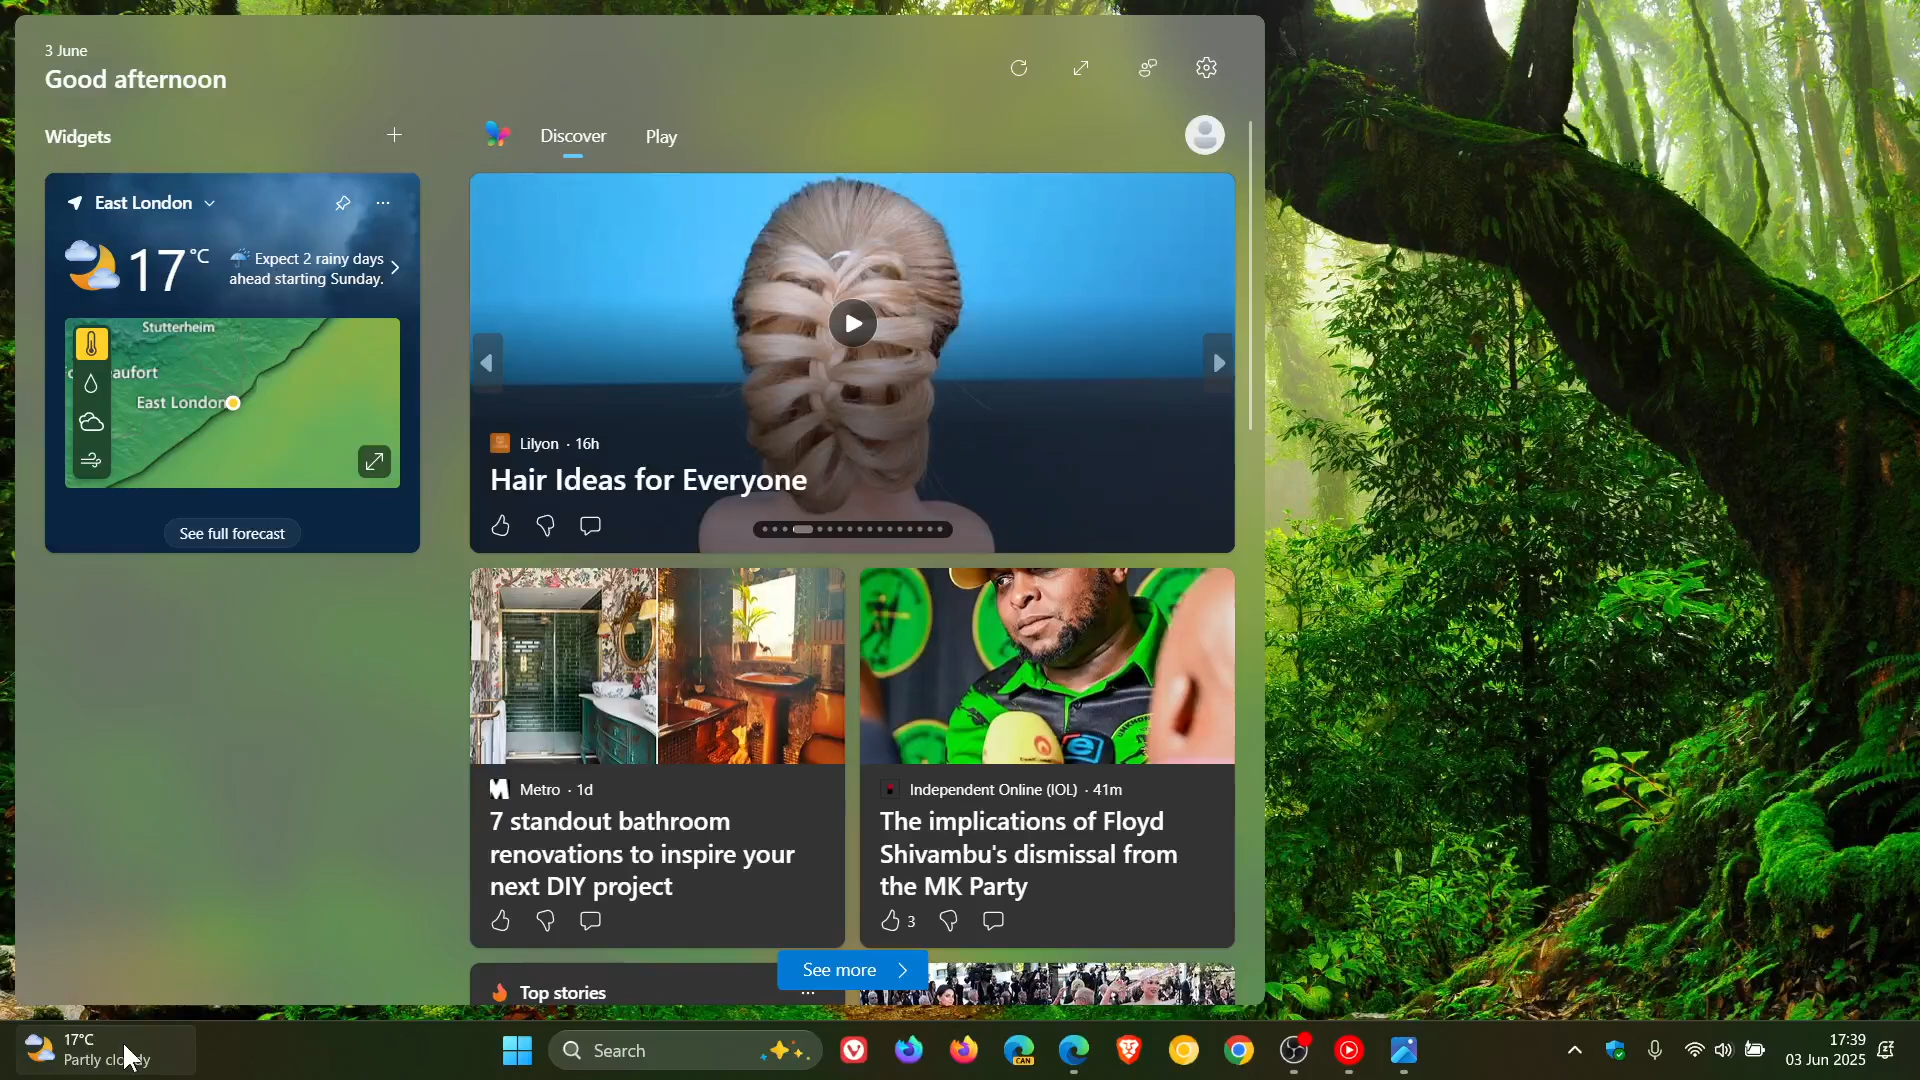 3 June
Good afternoon
Widgets
Discover
Play
East London
17°C
Expect 2 rainy days
ahead starting Sunday.
Stutterheim
aufort
East London
See full forecast
Lilyon · 16h
Hair Ideas for Everyone
Metro · 1d
7 standout bathroom
renovations to inspire your
next DIY project
Independent Online (IOL) · 41m
The implications of Floyd
Shivambu's dismissal from
the MK Party
3
See more
Top stories
17°C
Partly cloudy
Search
CAN
17:39
03 Jun 2025